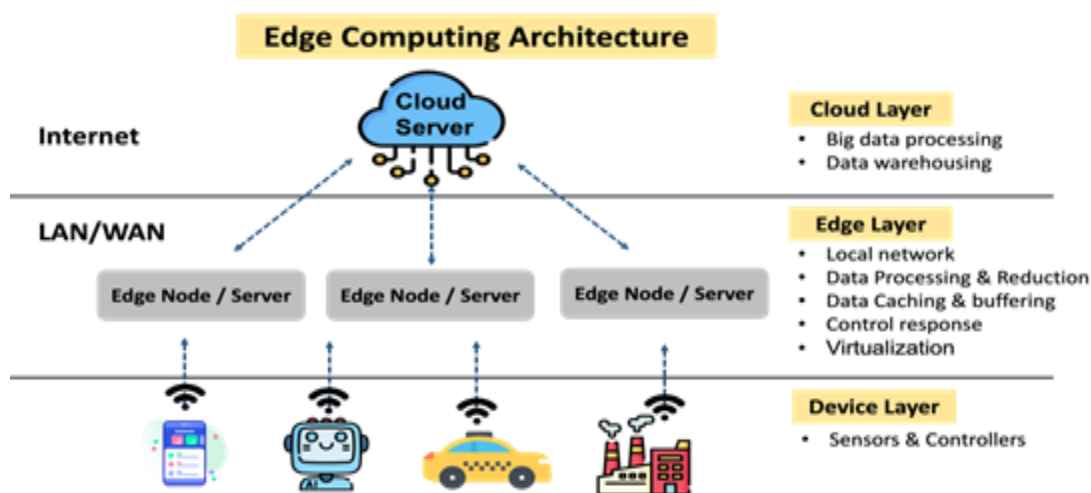 Edge Computing Architecture
Cloud
Server
Internet
Cloud Layer
• Big data processing
• Data warehousing
LAN/WAN
Edge Layer
• Local network
• Data Processing & Reduction
• Data Caching & buffering
• Control response
• Virtualization
Edge Node / Server
Edge Node / Server
Edge Node / Server
Device Layer
• Sensors & Controllers
AI